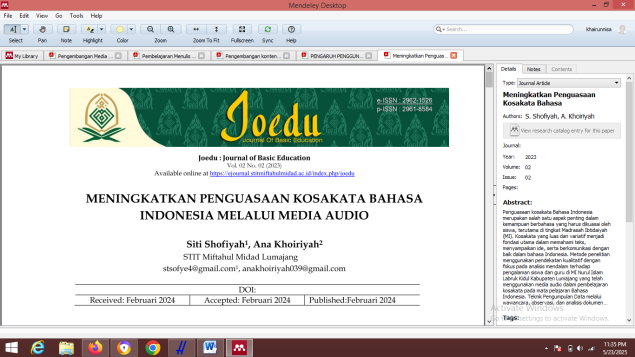 Mendeley Desktop
File Edit View Go Tools Help
Select Pan Note Highlight Color Zoom Zoom To Fit Fullscreen Sync Help
Search...
khairunnisa
My Library
Pengembangan Media ...
Pembelajaran Menulis ...
Pengembangan konten...
PENGARUH PENGGUN...
Meningkatkan Penguas...
Joedu
Journal Of Basic Education
e-ISSN : 2962-1526
p-ISSN : 2961-8584
Joedu : Journal of Basic Education
Vol. 02 No. 02 (2023)
Available online at https://ejournal.stitmiftahulmidad.ac.id/index.php/joedu
MENINGKATKAN PENGUASAAN KOSAKATA BAHASA
INDONESIA MELALUI MEDIA AUDIO
Siti Shofiyah¹, Ana Khoiriyah²
STIT Miftahul Midad Lumajang
stsofye4@gmail.com¹, anakhoiriyah039@gmail.com
DOI:
Received: Februari 2024 Accepted: Februari 2024 Published:Februari 2024
Details Notes Contents
Type: Journal Article
Meningkatkan Penguasaan
Kosakata Bahasa
Authors: S. Shofiyah, A. Khoiriyah
View research catalog entry for this paper
Journal:
Year: 2023
Volume: 02
Issue: 02
Pages:
Abstract:
Penguasaan kosakata Bahasa Indonesia
merupakan salah satu aspek penting dalam
kemampuan berbahasa yang harus dikuasai oleh
siswa, terutama di tingkat Madrasah Ibtidaiyah
(MI). Kosakata yang luas dan variatif menjadi
fondasi utama dalam memahami teks,
menyampaikan ide, serta berkomunikasi dengan
baik dalam bahasa Indonesia. Metode penelitian
menggunakan pendekatan kualitatif dengan
fokus pada analisis mendalam terhadap
pengalaman siswa dan guru di MI Nurul Islam
Labruk Kidul Kabupaten Lumajang yang telah
menggunakan media audio dalam pembelajaran
kosakata pada mata pelajaran Bahasa
Indonesia. Teknik Pengumpulan Data melalui
wawancara, observasi, dan analisis dokumen...
Tags:
Activate Windows
Go to PC settings to activate Windows.
11:35 PM
5/23/2025